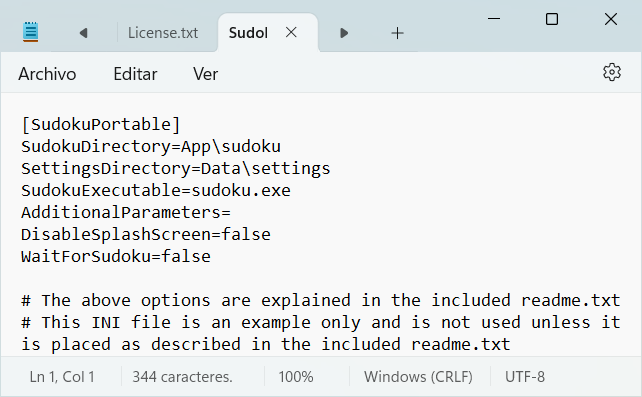 License.txt
Sudol
Archivo
Editar
Ver
[SudokuPortable]
SudokuDirectory=App\sudoku
SettingsDirectory=Data\settings
SudokuExecutable=sudoku.exe
AdditionalParameters=
DisableSplashScreen=false
WaitForSudoku=false
# The above options are explained in the included readme.txt
# This INI file is an example only and is not used unless it
is placed as described in the included readme.txt
Ln 1, Col 1
344 caracteres.
100%
Windows (CRLF)
UTF-8